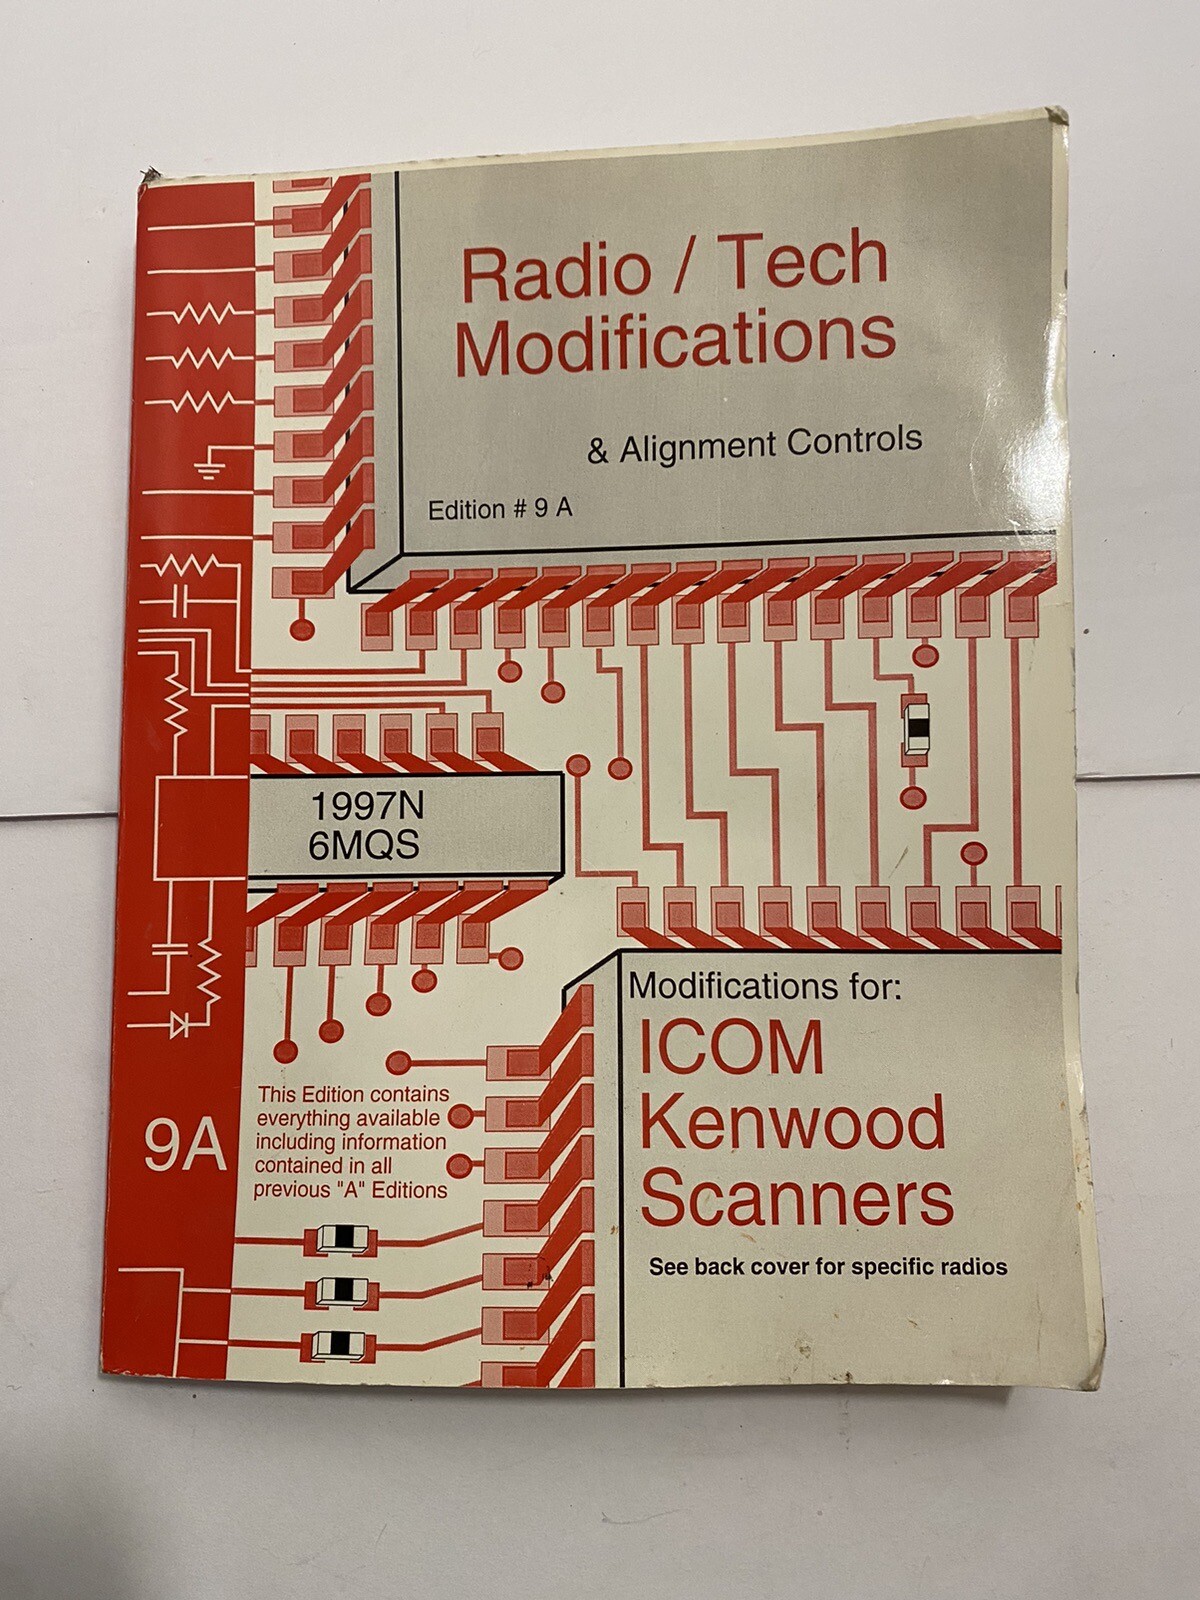 Radio / Tech
Modifications
& Alignment Controls
Edition # 9 A
1997N
6MQS
Modifications for:
ICOM
Kenwood
Scanners
See back cover for specific radios
This Edition contains
everything available
including information
contained in all
previous "A" Editions
9A